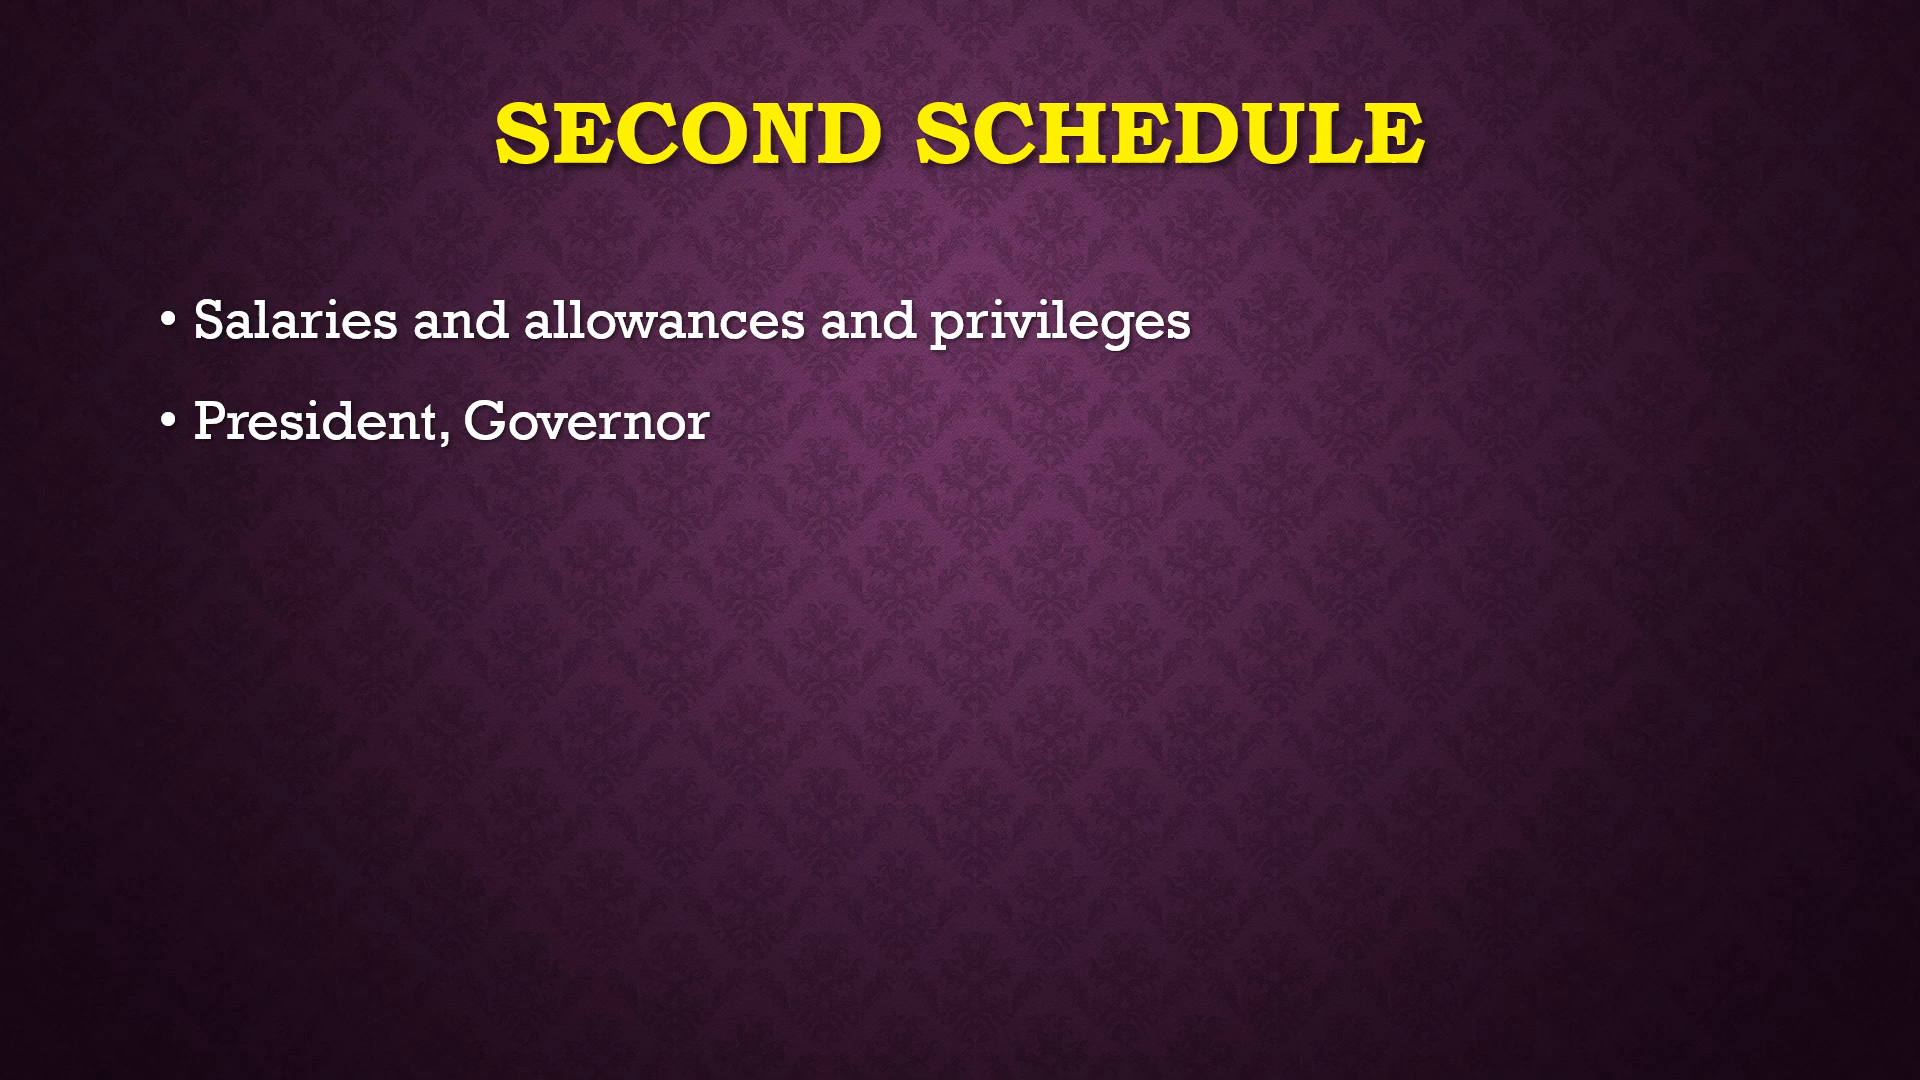 SECOND SCHEDULE
• Salaries and allowances and privileges
• President, Governor